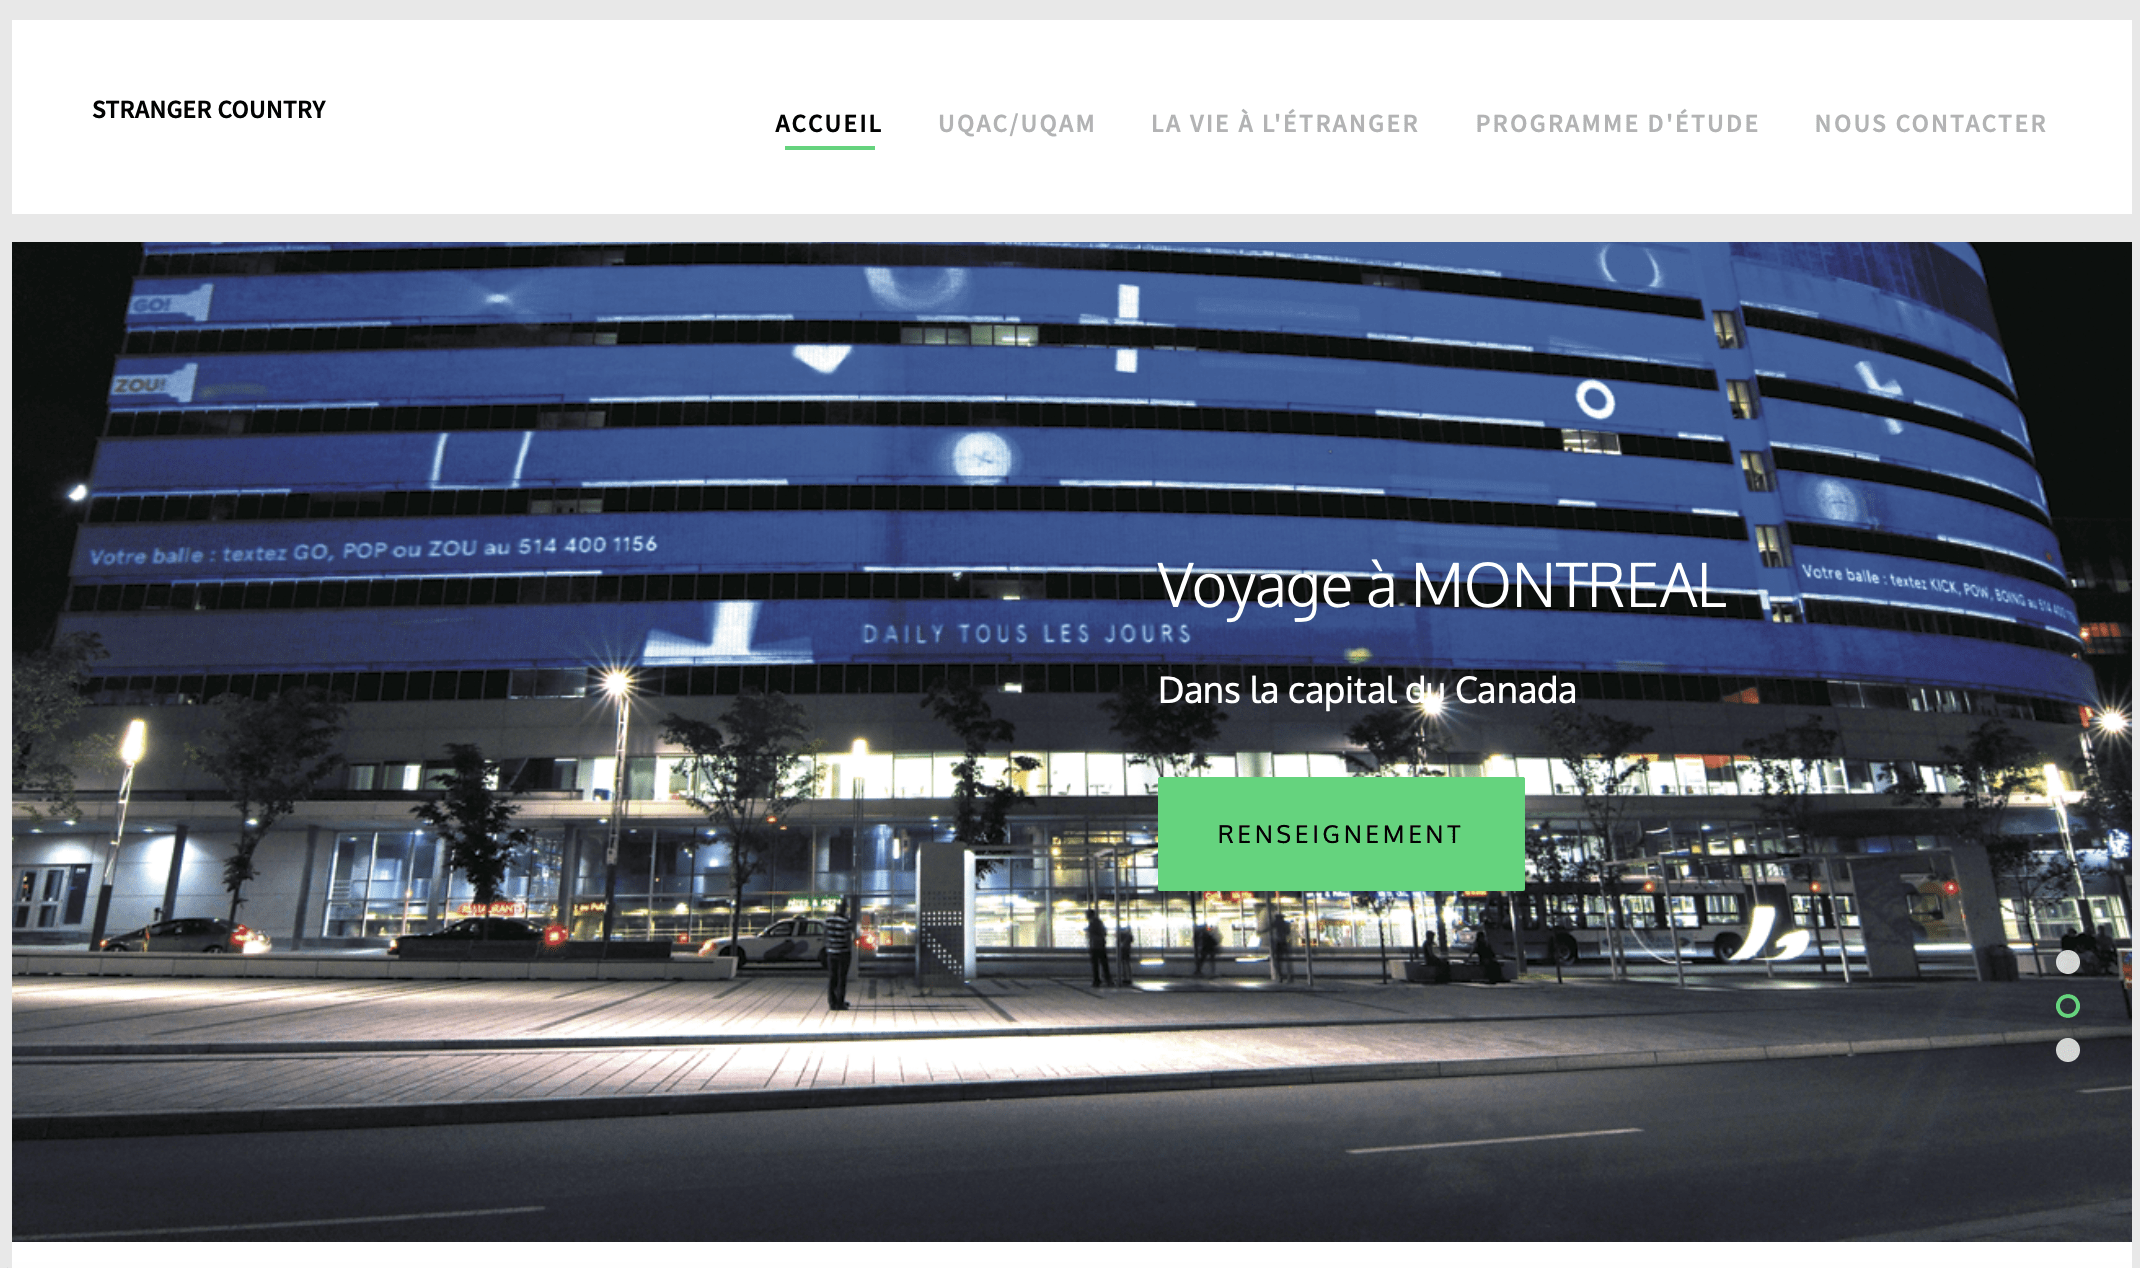 STRANGER COUNTRY
ACCUEIL UQAC/UQAM LA VIE À L'ÉTRANGER PROGRAMME D'ÉTUDE NOUS CONTACTER
GO!
ZOU!
Votre balle : textez GO, POP ou ZOU au 514 400 1156
Votre balle : textez KICK, POW, BOING au 514 400
DAILY TOUS LES JOURS
Voyage à MONTREAL
Dans la capital du Canada
RENSEIGNEMENT